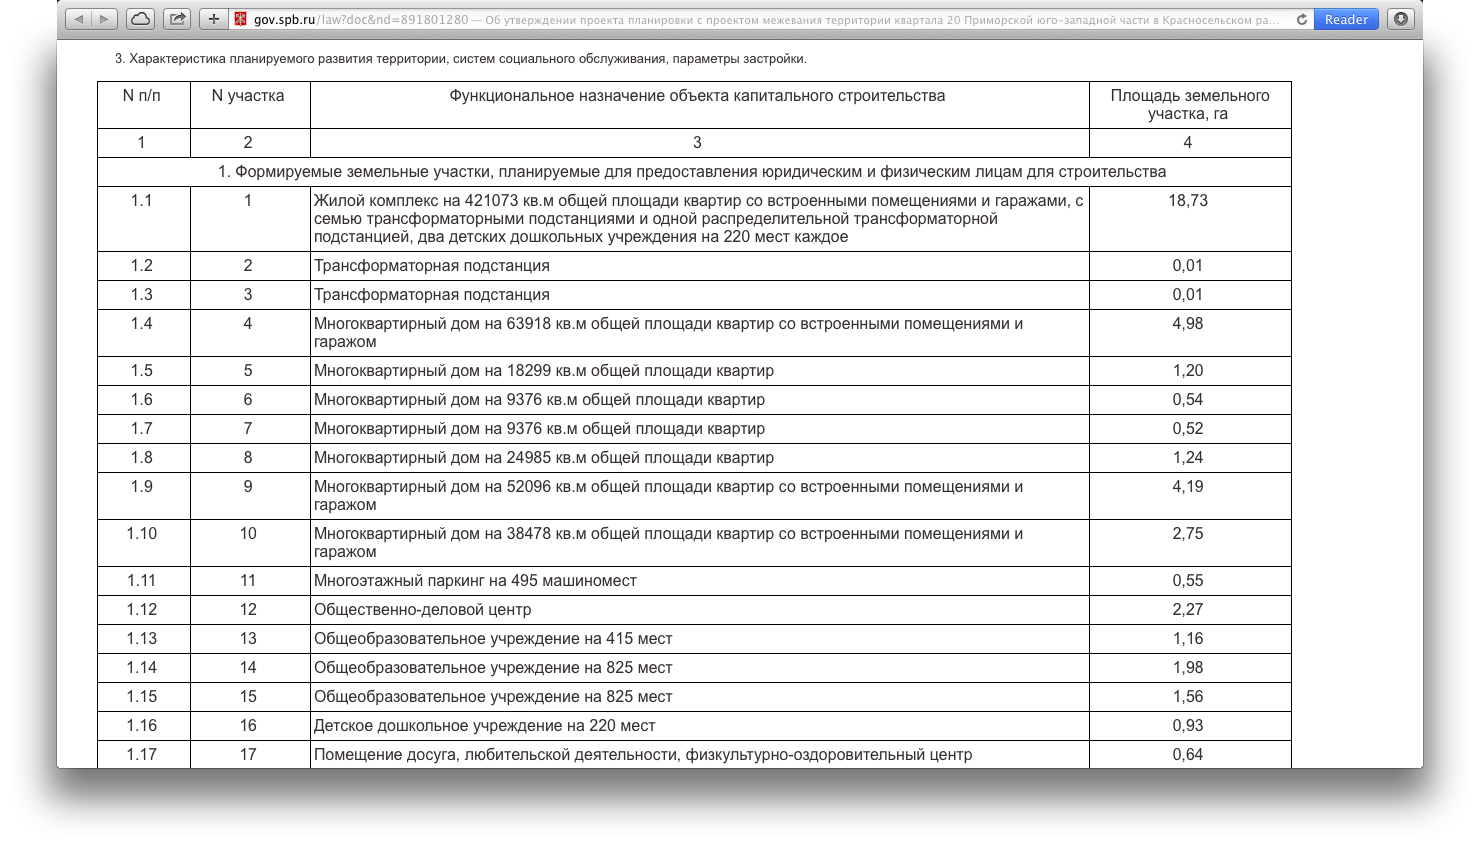 gov.spb.ru/law?doc&nd=891801280 — Об утверждении проекта планировки с проектом межевания территории квартала 20 Приморской юго-западной части в Красносельском ра...
Reader
3. Характеристика планируемого развития территории, систем социального обслуживания, параметры застройки.
N п/п N участка Функциональное назначение объекта капитального строительства Площадь земельного
участка, га
1 2 3 4
1. Формируемые земельные участки, планируемые для предоставления юридическим и физическим лицам для строительства
1.1 1 Жилой комплекс на 421073 кв.м общей площади квартир со встроенными помещениями и гаражами, с 18,73
семью трансформаторными подстанциями и одной распределительной трансформаторной
подстанцией, два детских дошкольных учреждения на 220 мест каждое
1.2 2 Трансформаторная подстанция 0,01
1.3 3 Трансформаторная подстанция 0,01
1.4 4 Многоквартирный дом на 63918 кв.м общей площади квартир со встроенными помещениями и 4,98
гаражом
1.5 5 Многоквартирный дом на 18299 кв.м общей площади квартир 1,20
1.6 6 Многоквартирный дом на 9376 кв.м общей площади квартир 0,54
1.7 7 Многоквартирный дом на 9376 кв.м общей площади квартир 0,52
1.8 8 Многоквартирный дом на 24985 кв.м общей площади квартир 1,24
1.9 9 Многоквартирный дом на 52096 кв.м общей площади квартир со встроенными помещениями и 4,19
гаражом
1.10 10 Многоквартирный дом на 38478 кв.м общей площади квартир со встроенными помещениями и 2,75
гаражом
1.11 11 Многоэтажный паркинг на 495 машиномест 0,55
1.12 12 Общественно-деловой центр 2,27
1.13 13 Общеобразовательное учреждение на 415 мест 1,16
1.14 14 Общеобразовательное учреждение на 825 мест 1,98
1.15 15 Общеобразовательное учреждение на 825 мест 1,56
1.16 16 Детское дошкольное учреждение на 220 мест 0,93
1.17 17 Помещение досуга, любительской деятельности, физкультурно-оздоровительный центр 0,64